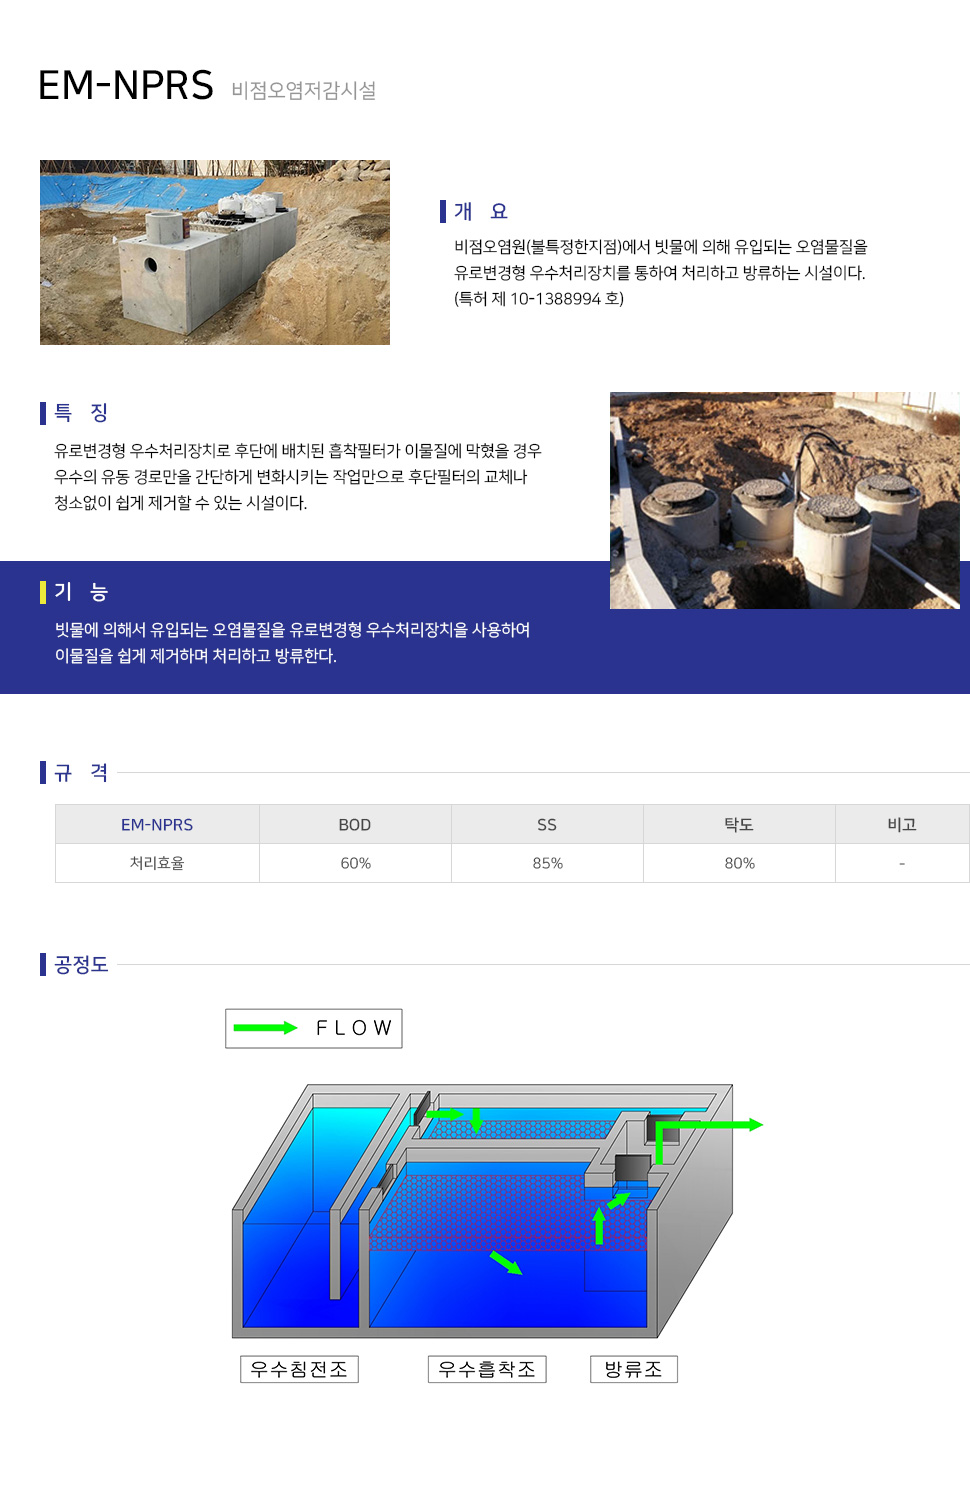 EM-NPRS 비점오염저감시설
개 요
비점오염원(불특정한지점)에서 빗물에 의해 유입되는 오염물질을
유로변경형 우수처리장치를 통하여 처리하고 방류하는 시설이다.
(특허 제 10-1388994 호)
특 징
유로변경형 우수처리장치로 후단에 배치된 흡착필터가 이물질에 막혔을 경우
우수의 유동 경로만을 간단하게 변화시키는 작업만으로 후단필터의 교체나
청소없이 쉽게 제거할 수 있는 시설이다.
기 능
빗물에 의해서 유입되는 오염물질을 유로변경형 우수처리장치을 사용하여
이물질을 쉽게 제거하며 처리하고 방류한다.
규 격
EM-NPRS BOD SS 탁도 비고
처리효율 60% 85% 80% -
공정도
FLOW
우수침전조 우수흡착조 방류조